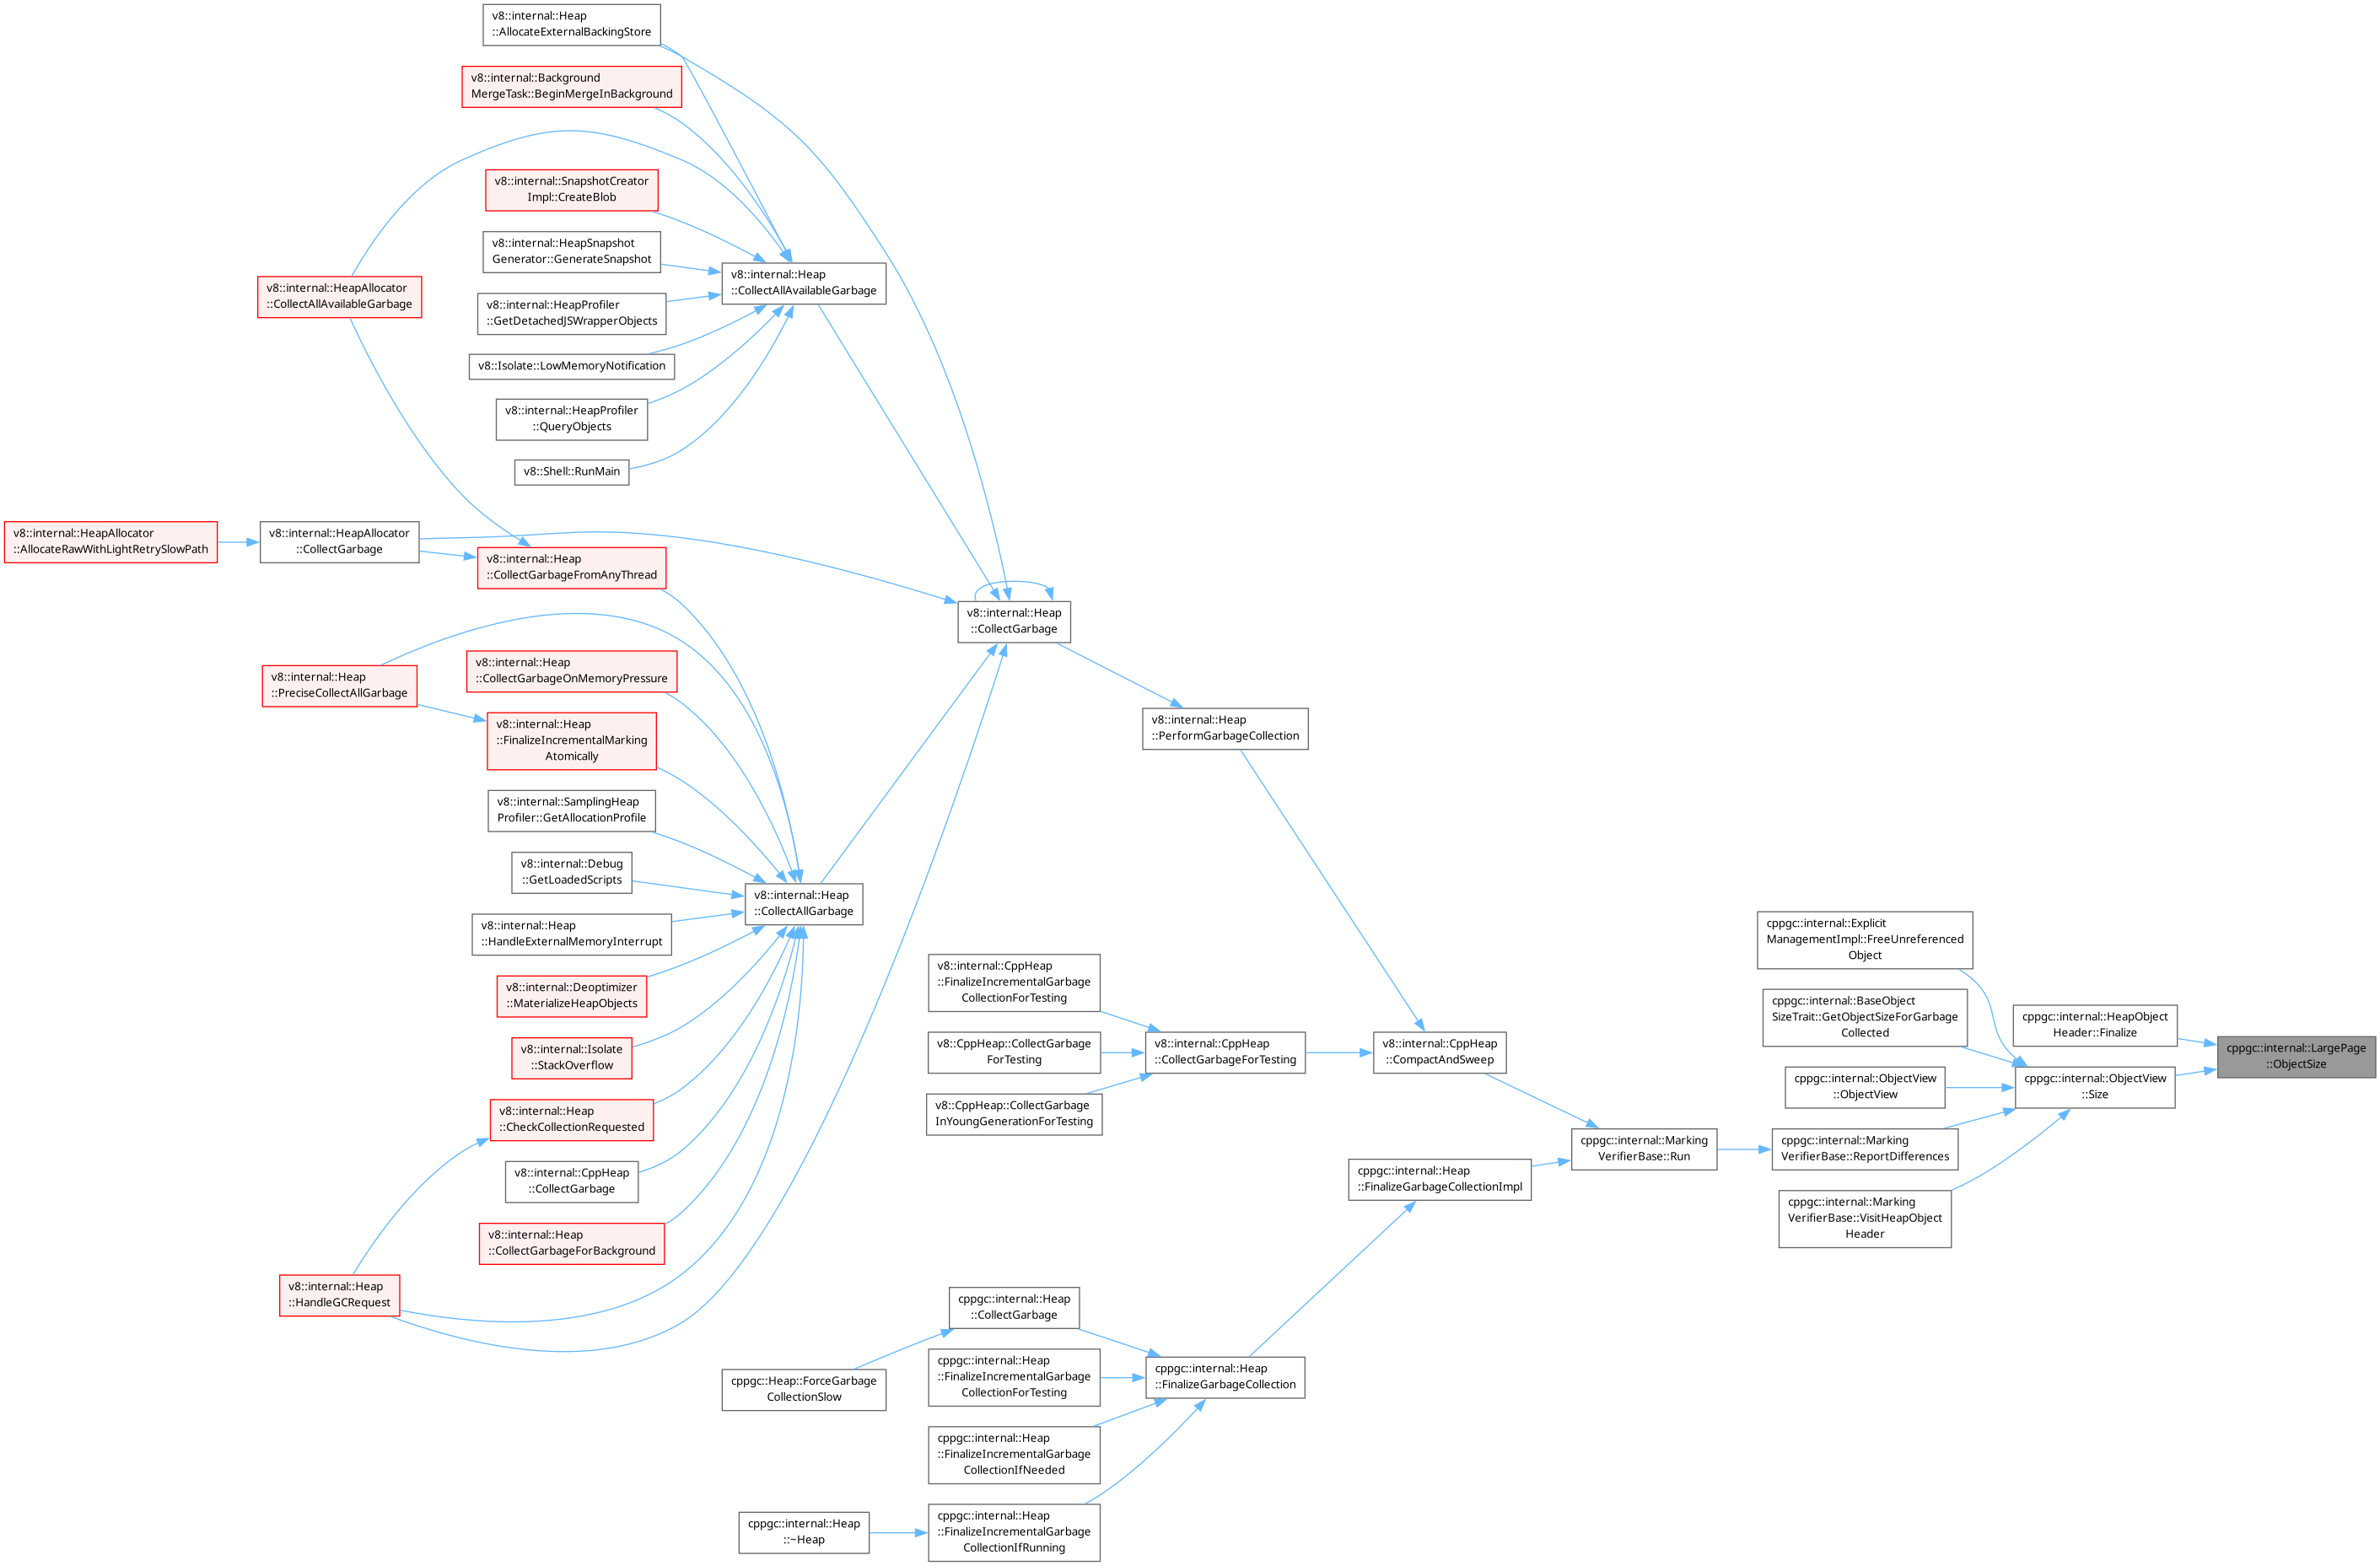 v8::internal::Heap
::AllocateExternalBackingStore
v8::internal::Background
MergeTask::BeginMergeInBackground
v8::internal::SnapshotCreator
Impl::CreateBlob
v8::internal::HeapSnapshot
Generator::GenerateSnapshot
v8::internal::HeapAllocator
::CollectAllAvailableGarbage
v8::internal::HeapProfiler
::GetDetachedJSWrapperObjects
v8::internal::Heap
::CollectAllAvailableGarbage
v8::Isolate::LowMemoryNotification
v8::internal::HeapProfiler
::QueryObjects
v8::Shell::RunMain
v8::internal::HeapAllocator
::AllocateRawWithLightRetrySlowPath
v8::internal::HeapAllocator
::CollectGarbage
v8::internal::Heap
::CollectGarbageFromAnyThread
v8::internal::Heap
::CollectGarbage
v8::internal::Heap
::PreciseCollectAllGarbage
v8::internal::Heap
::CollectGarbageOnMemoryPressure
v8::internal::Heap
::FinalizeIncrementalMarking
Atomically
v8::internal::Heap
::PerformGarbageCollection
v8::internal::SamplingHeap
Profiler::GetAllocationProfile
v8::internal::Debug
::GetLoadedScripts
v8::internal::Heap
::CollectAllGarbage
v8::internal::Heap
::HandleExternalMemoryInterrupt
v8::internal::Deoptimizer
::MaterializeHeapObjects
v8::internal::Isolate
::StackOverflow
v8::internal::Heap
::CheckCollectionRequested
v8::internal::CppHeap
::CollectGarbage
v8::internal::Heap
::CollectGarbageForBackground
v8::internal::Heap
::HandleGCRequest
v8::internal::CppHeap
::FinalizeIncrementalGarbage
CollectionForTesting
v8::CppHeap::CollectGarbage
ForTesting
v8::CppHeap::CollectGarbage
InYoungGenerationForTesting
v8::internal::CppHeap
::CollectGarbageForTesting
v8::internal::CppHeap
::CompactAndSweep
cppgc::internal::Explicit
ManagementImpl::FreeUnreferenced
Object
cppgc::internal::BaseObject
SizeTrait::GetObjectSizeForGarbage
Collected
cppgc::internal::ObjectView
::ObjectView
cppgc::internal::Marking
VerifierBase::ReportDifferences
cppgc::internal::Marking
VerifierBase::VisitHeapObject
Header
cppgc::internal::HeapObject
Header::Finalize
cppgc::internal::ObjectView
::Size
cppgc::internal::LargePage
::ObjectSize
cppgc::internal::Marking
VerifierBase::Run
cppgc::internal::Heap
::FinalizeGarbageCollectionImpl
cppgc::internal::Heap
::CollectGarbage
cppgc::Heap::ForceGarbage
CollectionSlow
cppgc::internal::Heap
::FinalizeIncrementalGarbage
CollectionForTesting
cppgc::internal::Heap
::FinalizeGarbageCollection
cppgc::internal::Heap
::FinalizeIncrementalGarbage
CollectionIfNeeded
cppgc::internal::Heap
::~Heap
cppgc::internal::Heap
::FinalizeIncrementalGarbage
CollectionIfRunning